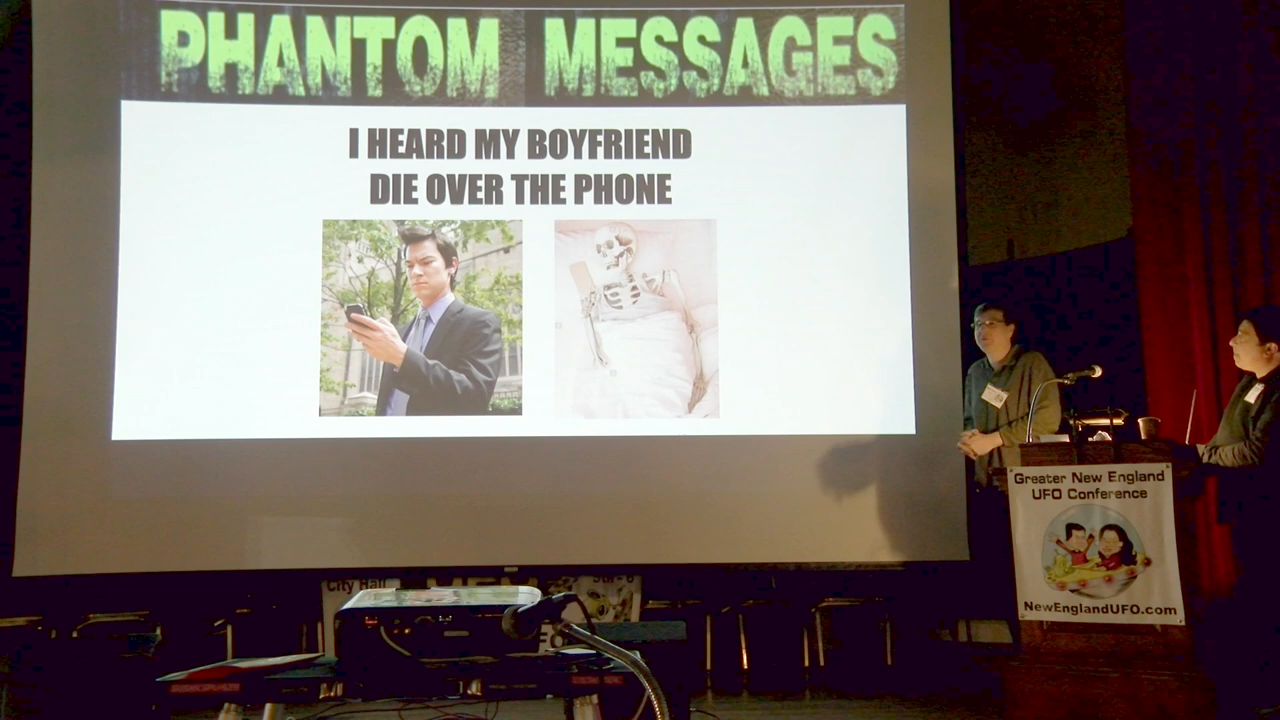 PHANTOM MESSAGES
I HEARD MY BOYFRIEND
DIE OVER THE PHONE
Greater New England
UFO Conference
NewEnglandUFO.com
City Hall